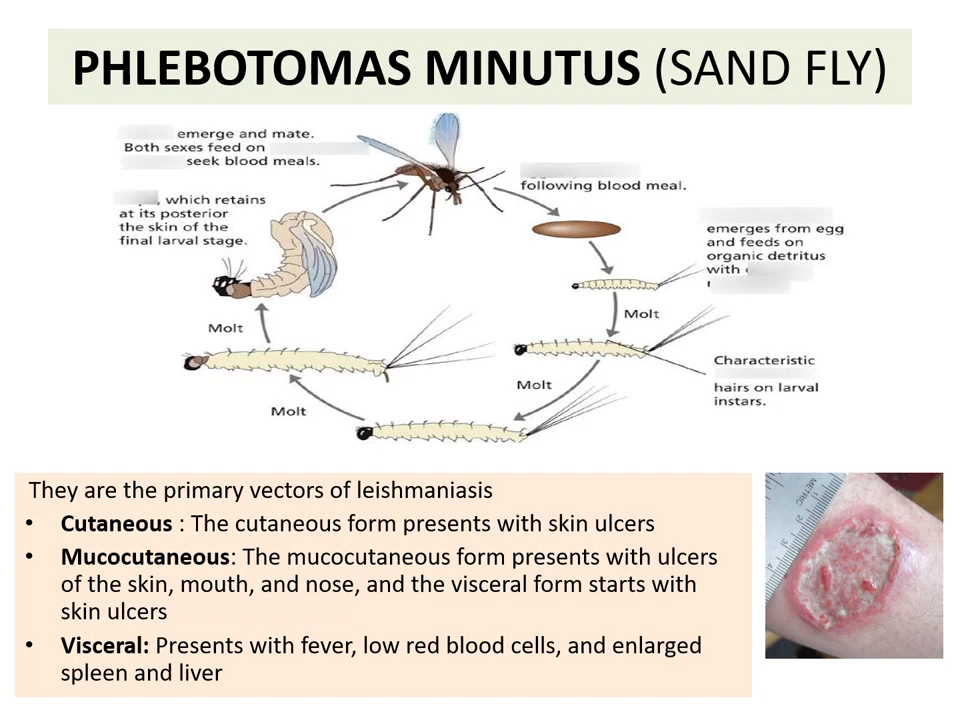 PHLEBOTOMAS MINUTUS (SAND FLY)
emerge and mate.
Both sexes feed on
seek blood meals.
following blood meal.
, which retains
at its posterior
the skin of the
final larval stage.
emerges from egg
and feeds on
organic detritus
with
Molt
Molt
Molt
Molt
Characteristic
hairs on larval
instars.
They are the primary vectors of leishmaniasis
• Cutaneous : The cutaneous form presents with skin ulcers
• Mucocutaneous: The mucocutaneous form presents with ulcers
of the skin, mouth, and nose, and the visceral form starts with
skin ulcers
• Visceral: Presents with fever, low red blood cells, and enlarged
spleen and liver
METRIC